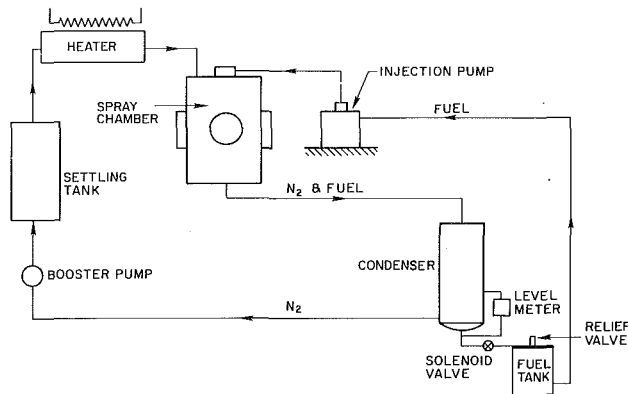 HEATER
INJECTION PUMP
SPRAY
CHAMBER
FUEL
SETTLING
TANK
N₂ & FUEL
CONDENSER
BOOSTER PUMP
LEVEL
METER
N₂
RELIEF
VALVE
SOLENOID
VALVE
FUEL
TANK